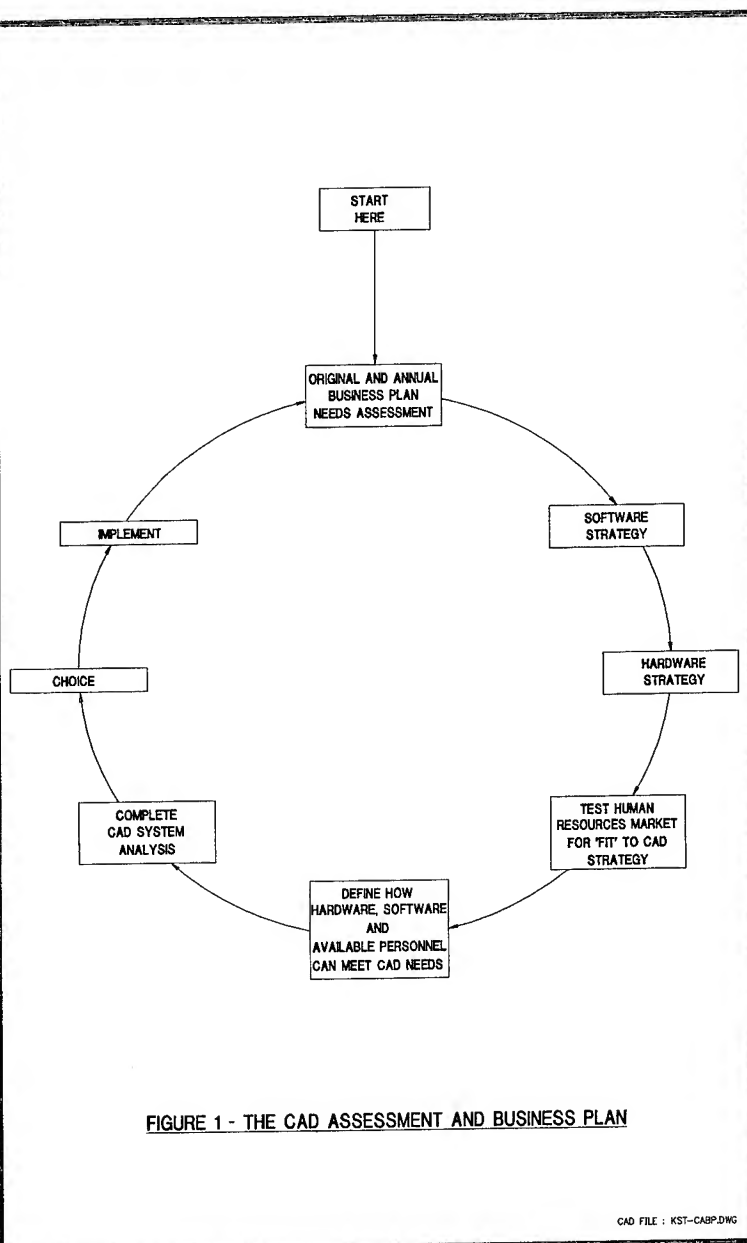 START
HERE
ORIGINAL AND ANNUAL
BUSINESS PLAN
NEEDS ASSESSMENT
SOFTWARE
STRATEGY
HARDWARE
STRATEGY
TEST HUMAN
RESOURCES MARKET
FOR 'FIT' TO CAD
STRATEGY
DEFINE HOW
HARDWARE, SOFTWARE
AND
AVAILABLE PERSONNEL
CAN MEET CAD NEEDS
COMPLETE
CAD SYSTEM
ANALYSIS
CHOICE
IMPLEMENT
FIGURE 1 - THE CAD ASSESSMENT AND BUSINESS PLAN
CAD FILE : KST-CABP.DWG